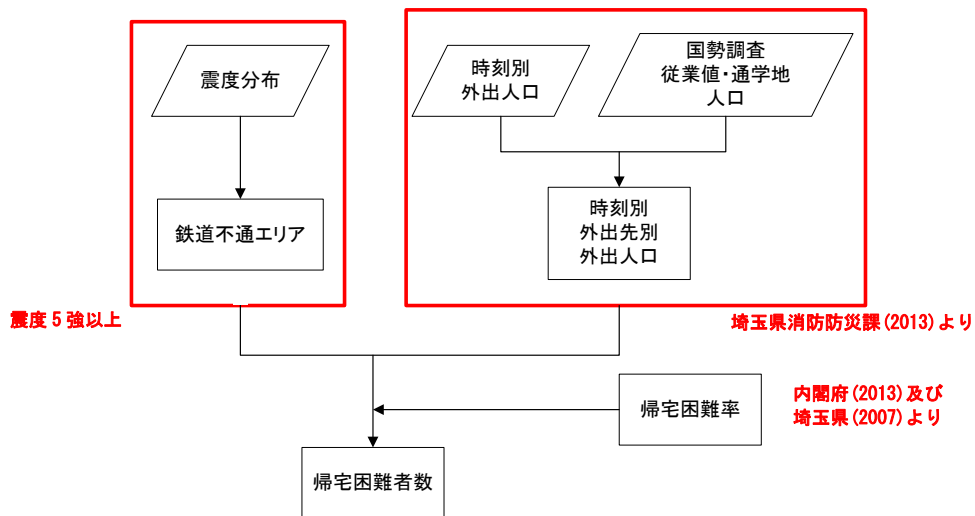 震度分布
時刻別
外出人口
国勢調査
従業値・通学地
人口
鉄道不通エリア
時刻別
外出先別
外出人口
震度5強以上
埼玉県消防防災課(2013)より
帰宅困難率
内閣府(2013)及び
埼玉県(2007)より
帰宅困難者数